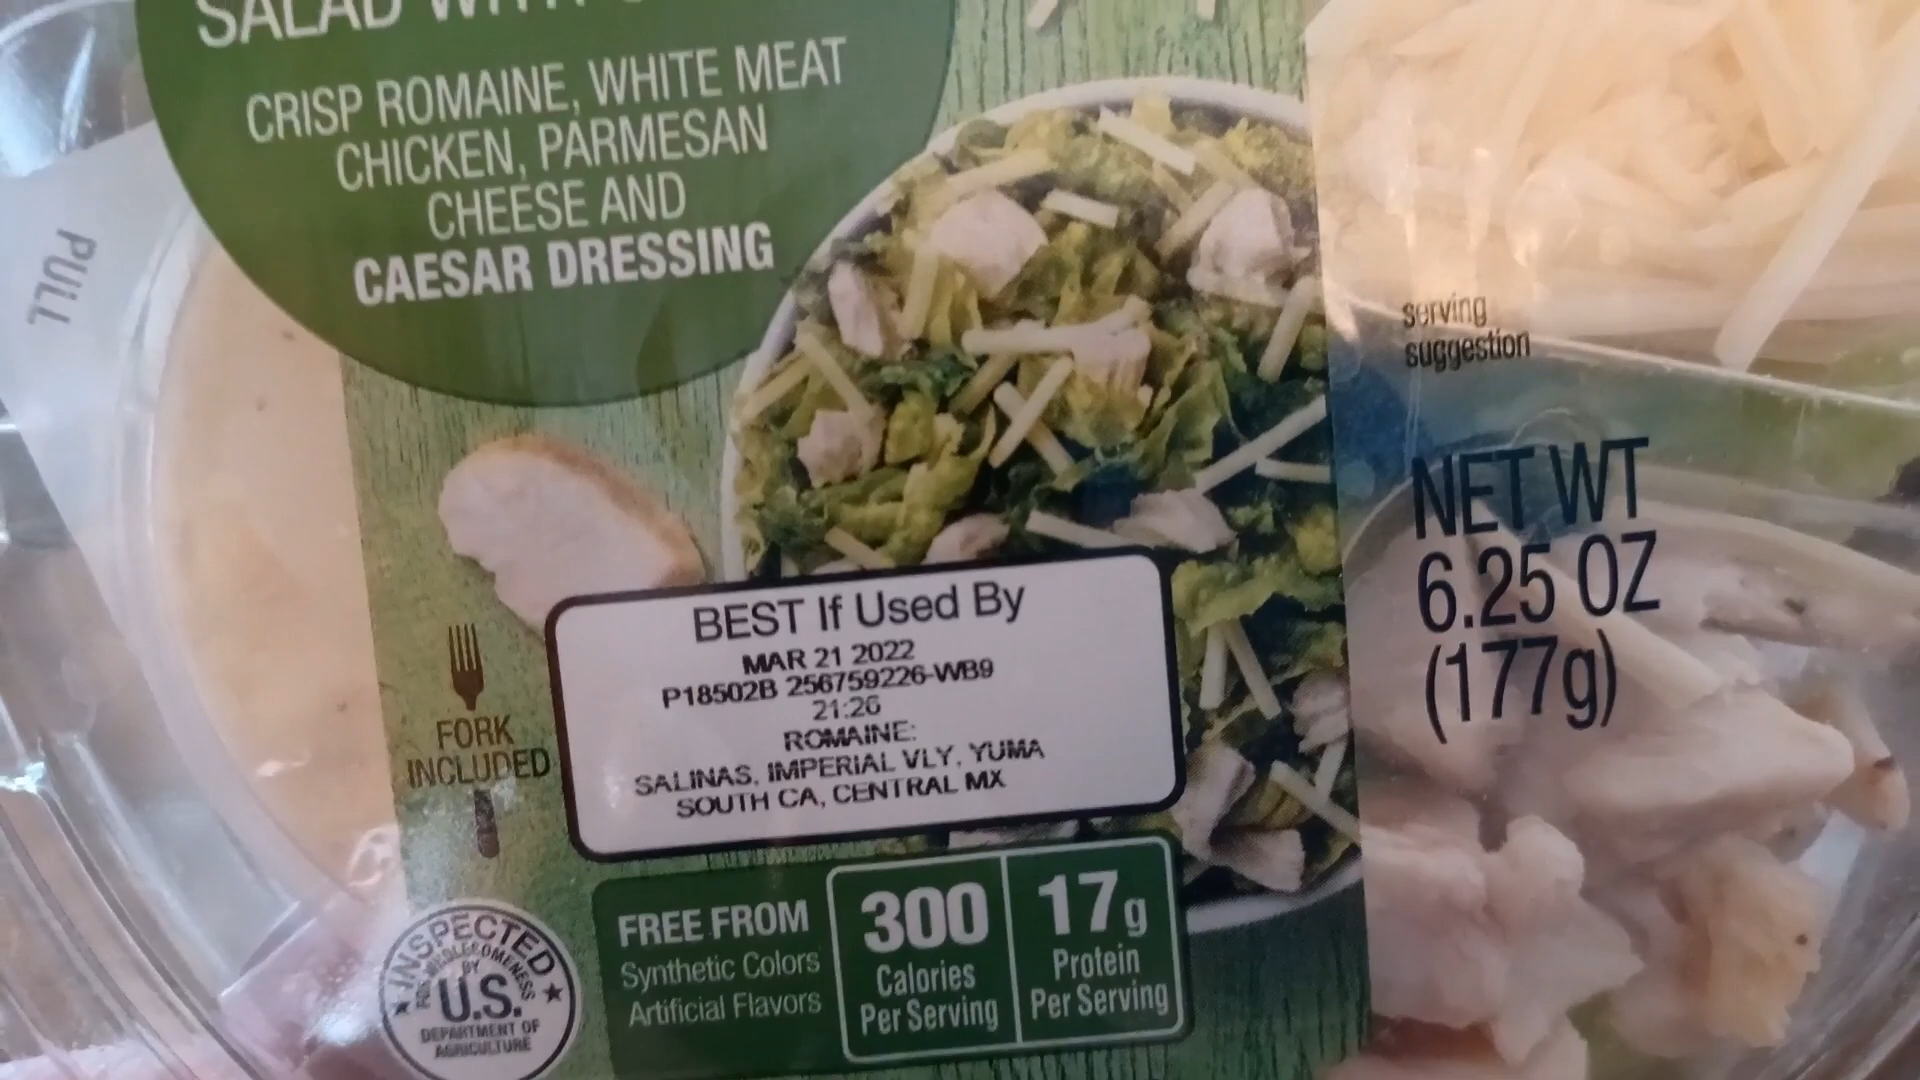 SALAD WITH
CRISP ROMAINE, WHITE MEAT
CHICKEN, PARMESAN
CHEESE AND
CAESAR DRESSING
PULL
serving
suggestion
NET WT
6.25 OZ
(177g)
BEST If Used By
MAR 21 2022
P18502B 256759226-WB9
21:26
ROMAINE:
SALINAS, IMPERIAL VLY, YUMA
SOUTH CA, CENTRAL MX
FORK
INCLUDED
INSPECTED
FOR WHOLESOMENESS
BY
U.S.
DEPARTMENT OF
AGRICULTURE
FREE FROM
Synthetic Colors
Artificial Flavors
300
Calories
Per Serving
17g
Protein
Per Serving